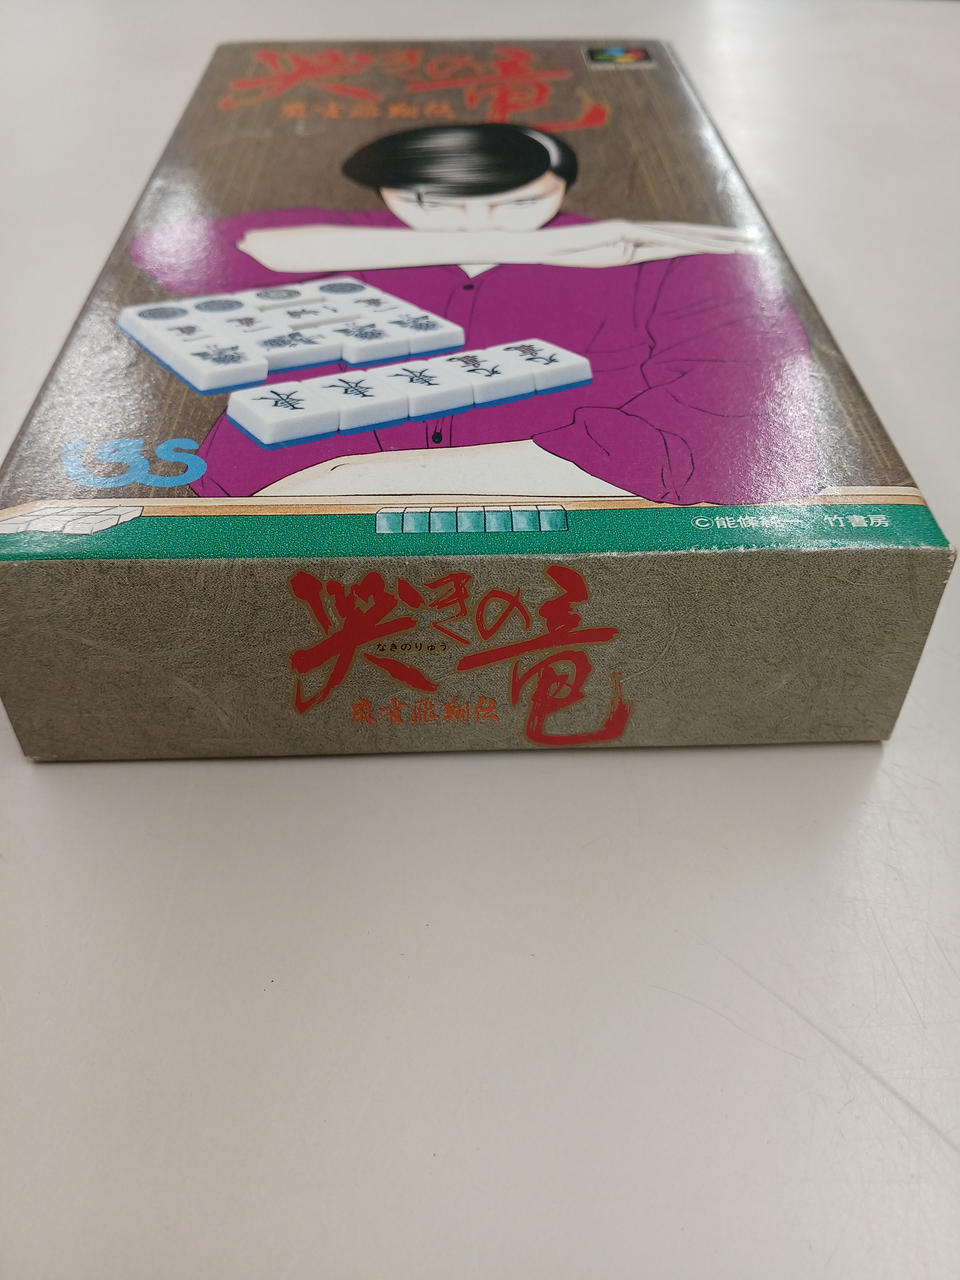 哭きの竜
麻雀飛翔伝
IGS
©能條純一 竹書房
哭きの竜
なきのりゅう
麻雀飛翔伝